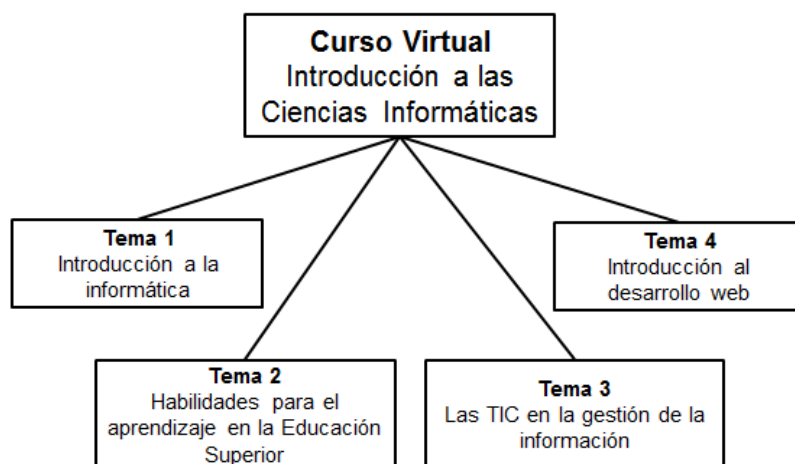 Curso Virtual
Introducción a las
Ciencias Informáticas
Tema 1
Introducción a la
informática
Tema 4
Introducción al
desarrollo web
Tema 2
Habilidades para el
aprendizaje en la Educación
Superior
Tema 3
Las TIC en la gestión de la
información